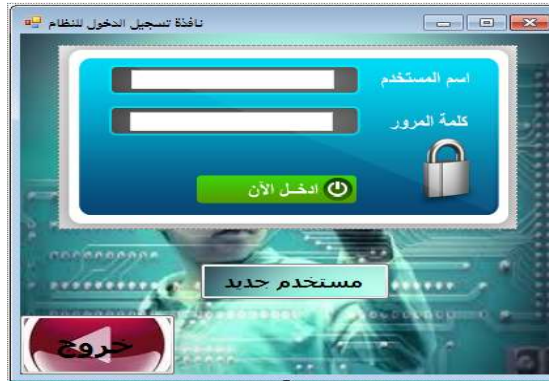 نافذة تسجيل الدخول للنظام
اسم المستخدم
كلمة المرور
ادخل الآن
مستخدم جديد
خروج